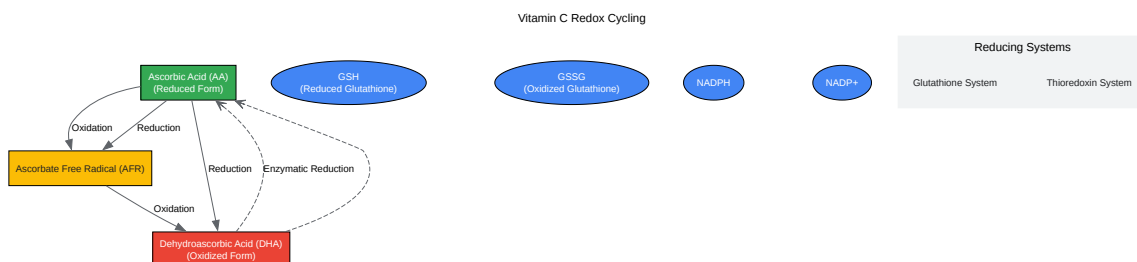 Vitamin C Redox Cycling
Reducing Systems
Ascorbic Acid (AA)
(Reduced Form)
GSH
(Reduced Glutathione)
GSSG
(Oxidized Glutathione)
NADPH
NADP+
Glutathione System
Thioredoxin System
Oxidation
Reduction
Ascorbate Free Radical (AFR)
Reduction
Enzymatic Reduction
Oxidation
Dehydroascorbic Acid (DHA)
(Oxidized Form)